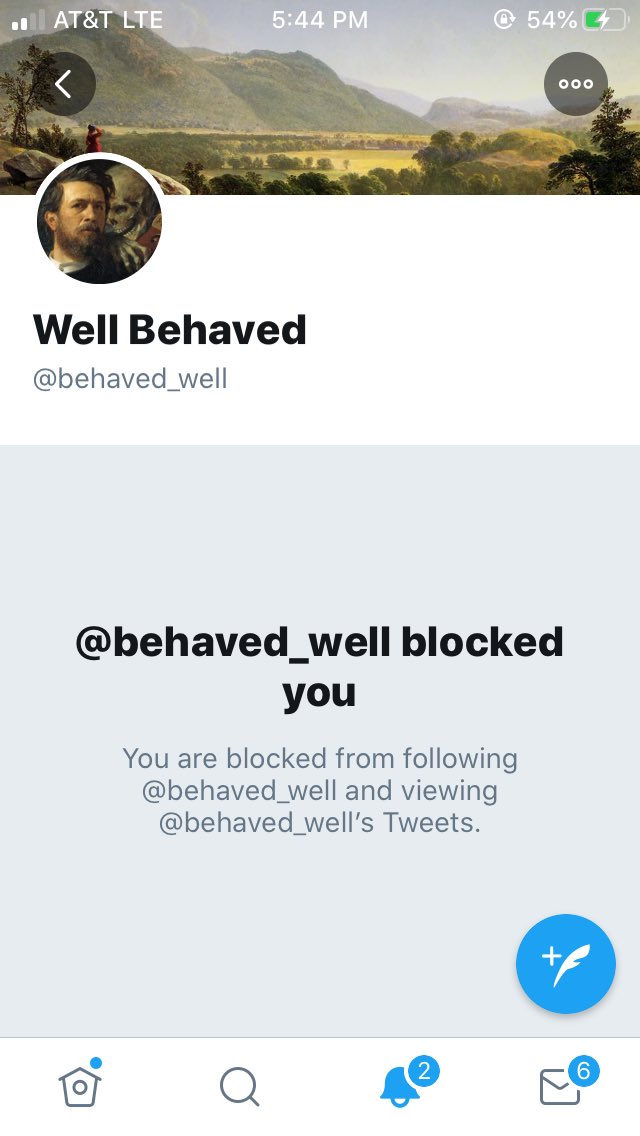 AT&T LTE 5:44 PM 54%
Well Behaved
@behaved_well
@behaved_well blocked
you
You are blocked from following
@behaved_well and viewing
@behaved_well’s Tweets.
2
6